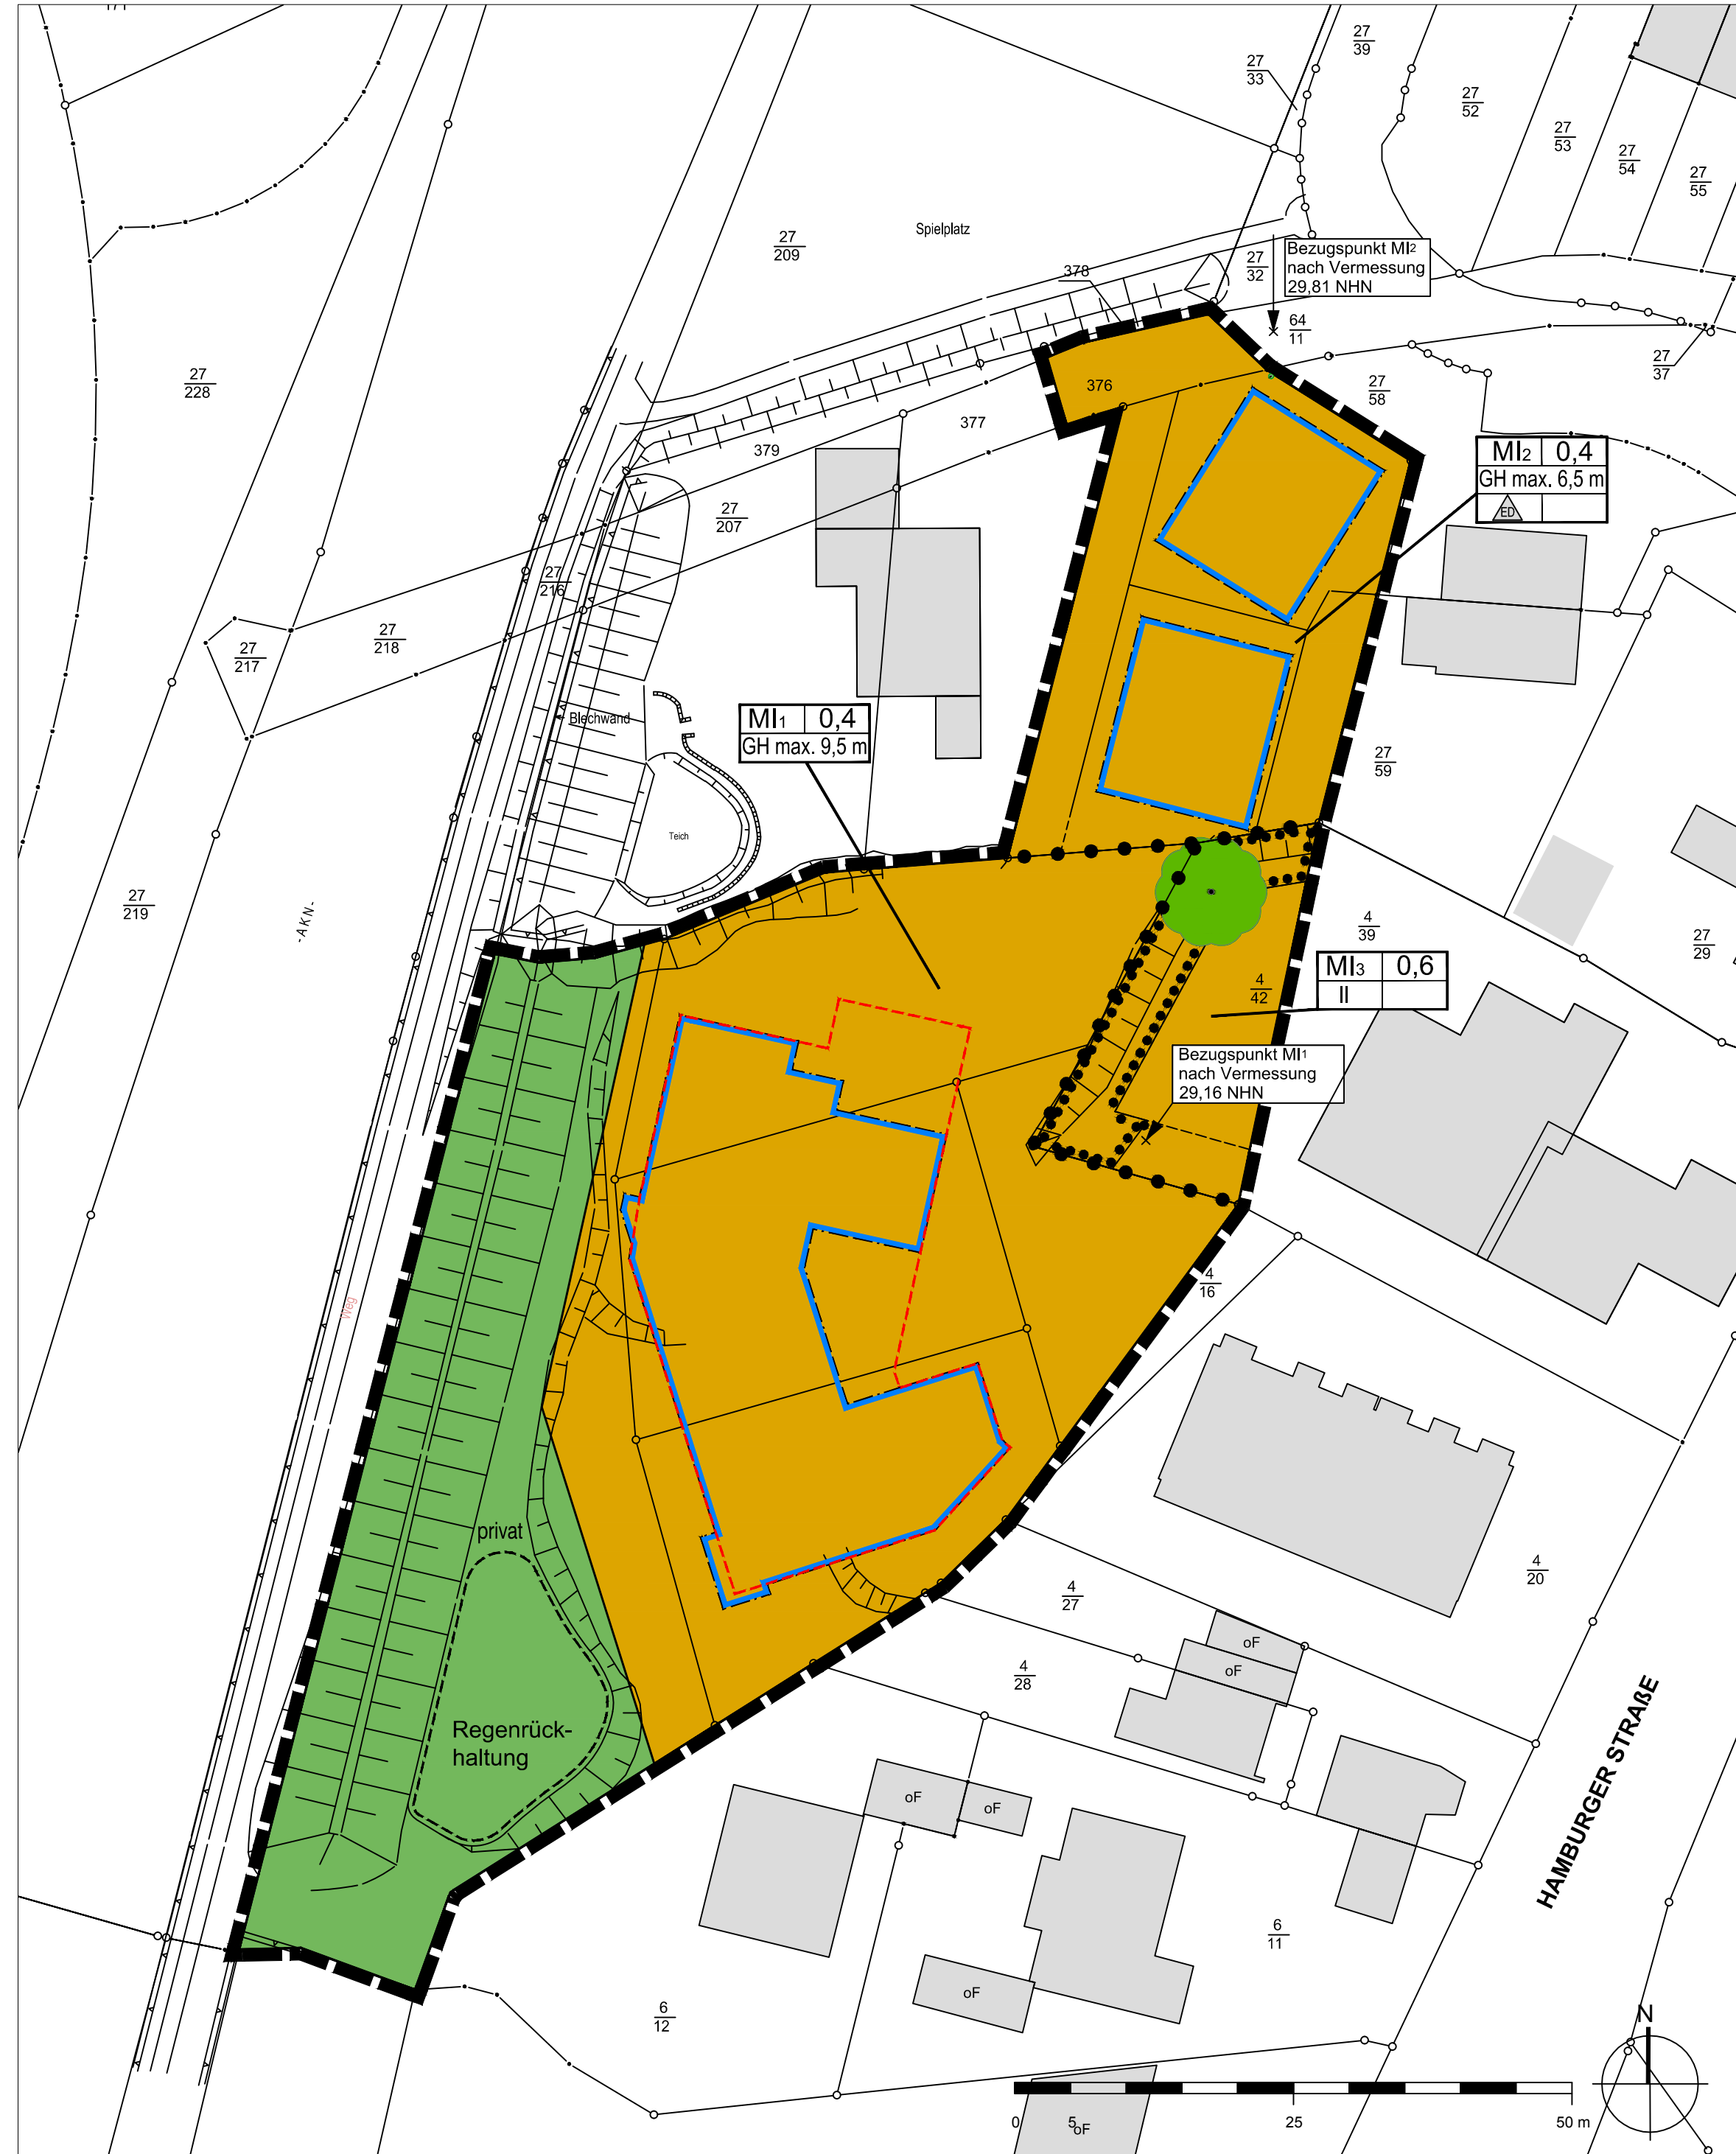 27
39
27
33
27
52
27
53
27
54
27
55
Spielplatz
27
209
378
27
32
Bezugspunkt MI2
nach Vermessung
29,81 NHN
64
11
27
37
27
228
376
27
58
377
379
MI2 0,4
GH max. 6,5 m
ED
27
207
27
216
27
217
27
218
Blechwand
MI1 0,4
GH max. 9,5 m
27
59
Teich
27
219
-AKN-
4
39
27
29
MI3 0,6
II
4
42
Bezugspunkt MI1
nach Vermessung
29,16 NHN
4
16
Weg
privat
4
20
4
27
oF
oF
4
28
Regenrück-
haltung
HAMBURGER STRAßE
oF
oF
6
11
oF
6
12
N
0 5 25 50 m
oF